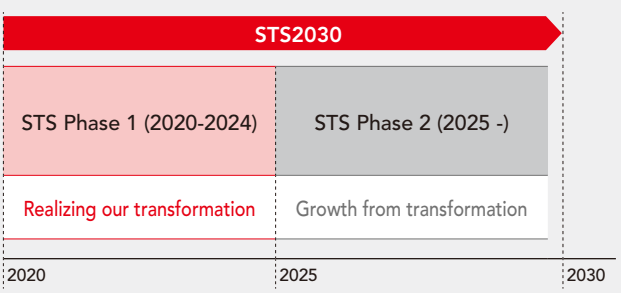 STS2030
STS Phase 1 (2020-2024)
STS Phase 2 (2025 -)
Realizing our transformation
Growth from transformation
2020
2025
2030